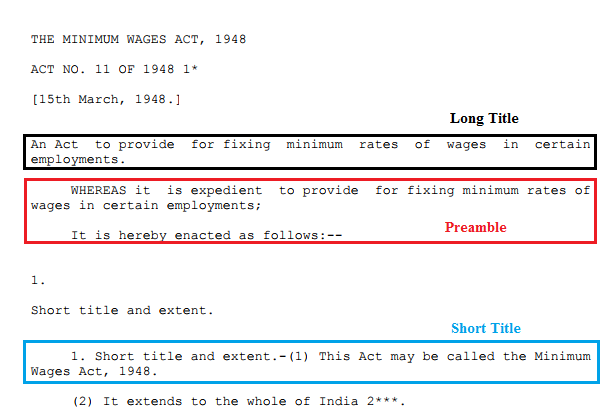 THE MINIMUM WAGES ACT, 1948
ACT NO. 11 OF 1948 1*
[15th March, 1948.]
Long Title
An Act to provide for fixing minimum rates of wages in certain
employments.
WHEREAS it is expedient to provide for fixing minimum rates of
wages in certain employments;
Preamble
It is hereby enacted as follows:--
1.
Short title and extent.
Short Title
1. Short title and extent.-(1) This Act may be called the Minimum
Wages Act, 1948.
(2) It extends to the whole of India 2***.